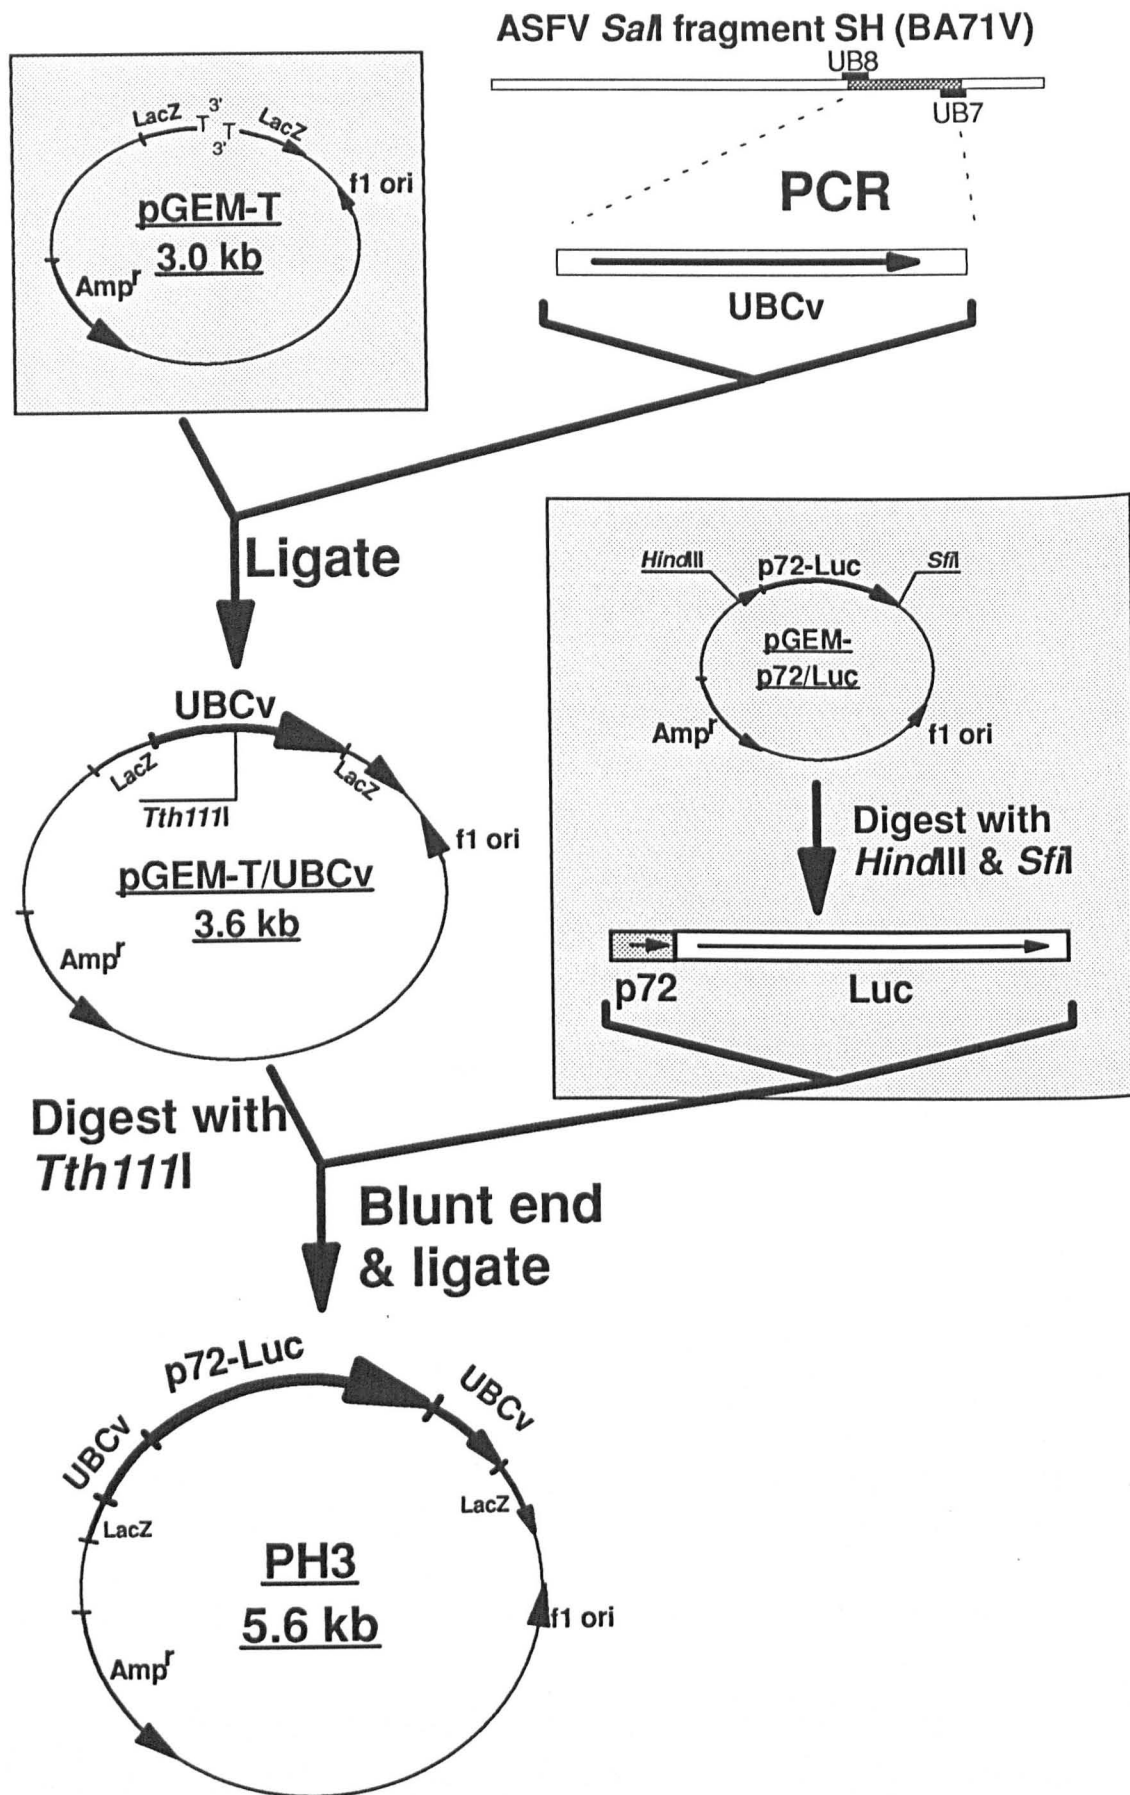 ASFV SalI fragment SH (BA71V)
UB8
UB7
LacZ
3'
T
T
3'
LacZ
f1 ori
pGEM-T
3.0 kb
Ampr
PCR
UBCv
Ligate
HindIII
p72-Luc
SfiI
pGEM-
p72/Luc
Ampr
f1 ori
Digest with
HindIII & SfiI
p72
Luc
UBCv
LacZ
LacZ
Tth111I
f1 ori
pGEM-T/UBCv
3.6 kb
Ampr
Digest with
Tth111I
Blunt end
& ligate
p72-Luc
UBCv
UBCv
LacZ
LacZ
PH3
5.6 kb
f1 ori
Ampr